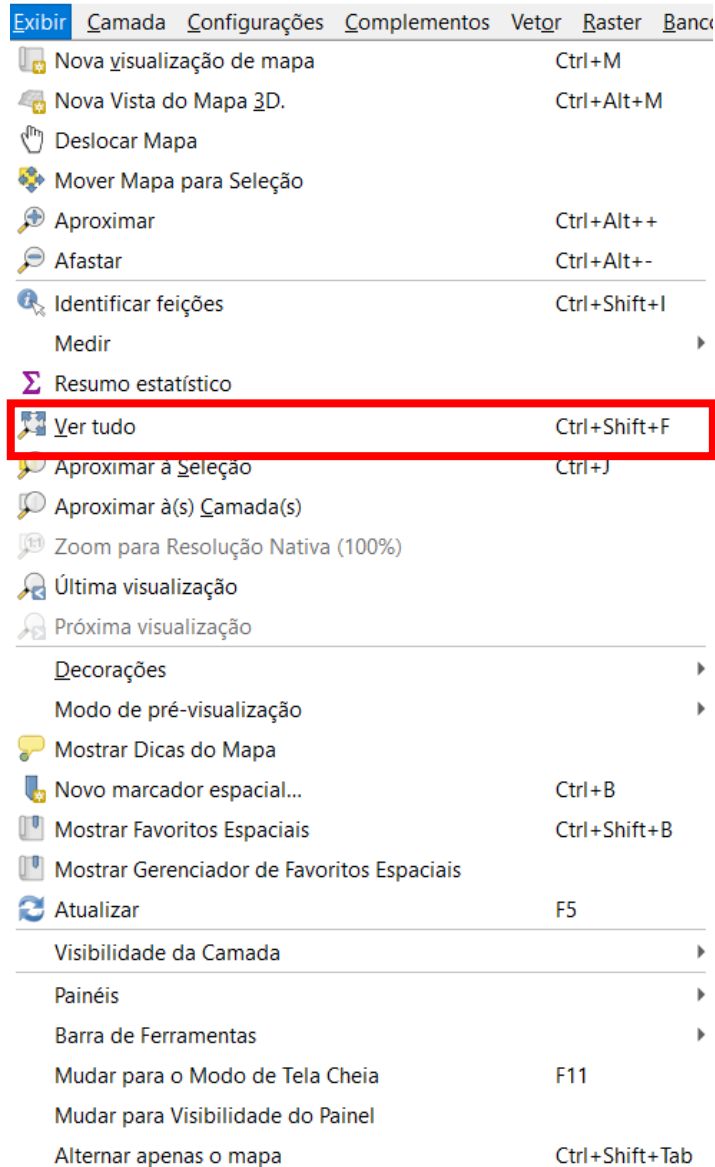 Exibir Camada Configurações Complementos Vetor Raster Banco
Nova visualização de mapa Ctrl+M
Nova Vista do Mapa 3D. Ctrl+Alt+M
Deslocar Mapa
Mover Mapa para Seleção
Aproximar Ctrl+Alt++
Afastar Ctrl+Alt+-
Identificar feições Ctrl+Shift+I
Medir
Resumo estatístico
Ver tudo Ctrl+Shift+F
Aproximar à Seleção Ctrl+J
Aproximar à(s) Camada(s)
Zoom para Resolução Nativa (100%)
Última visualização
Próxima visualização
Decorações
Modo de pré-visualização
Mostrar Dicas do Mapa
Novo marcador espacial... Ctrl+B
Mostrar Favoritos Espaciais Ctrl+Shift+B
Mostrar Gerenciador de Favoritos Espaciais
Atualizar F5
Visibilidade da Camada
Painéis
Barra de Ferramentas
Mudar para o Modo de Tela Cheia F11
Mudar para Visibilidade do Painel
Alternar apenas o mapa Ctrl+Shift+Tab